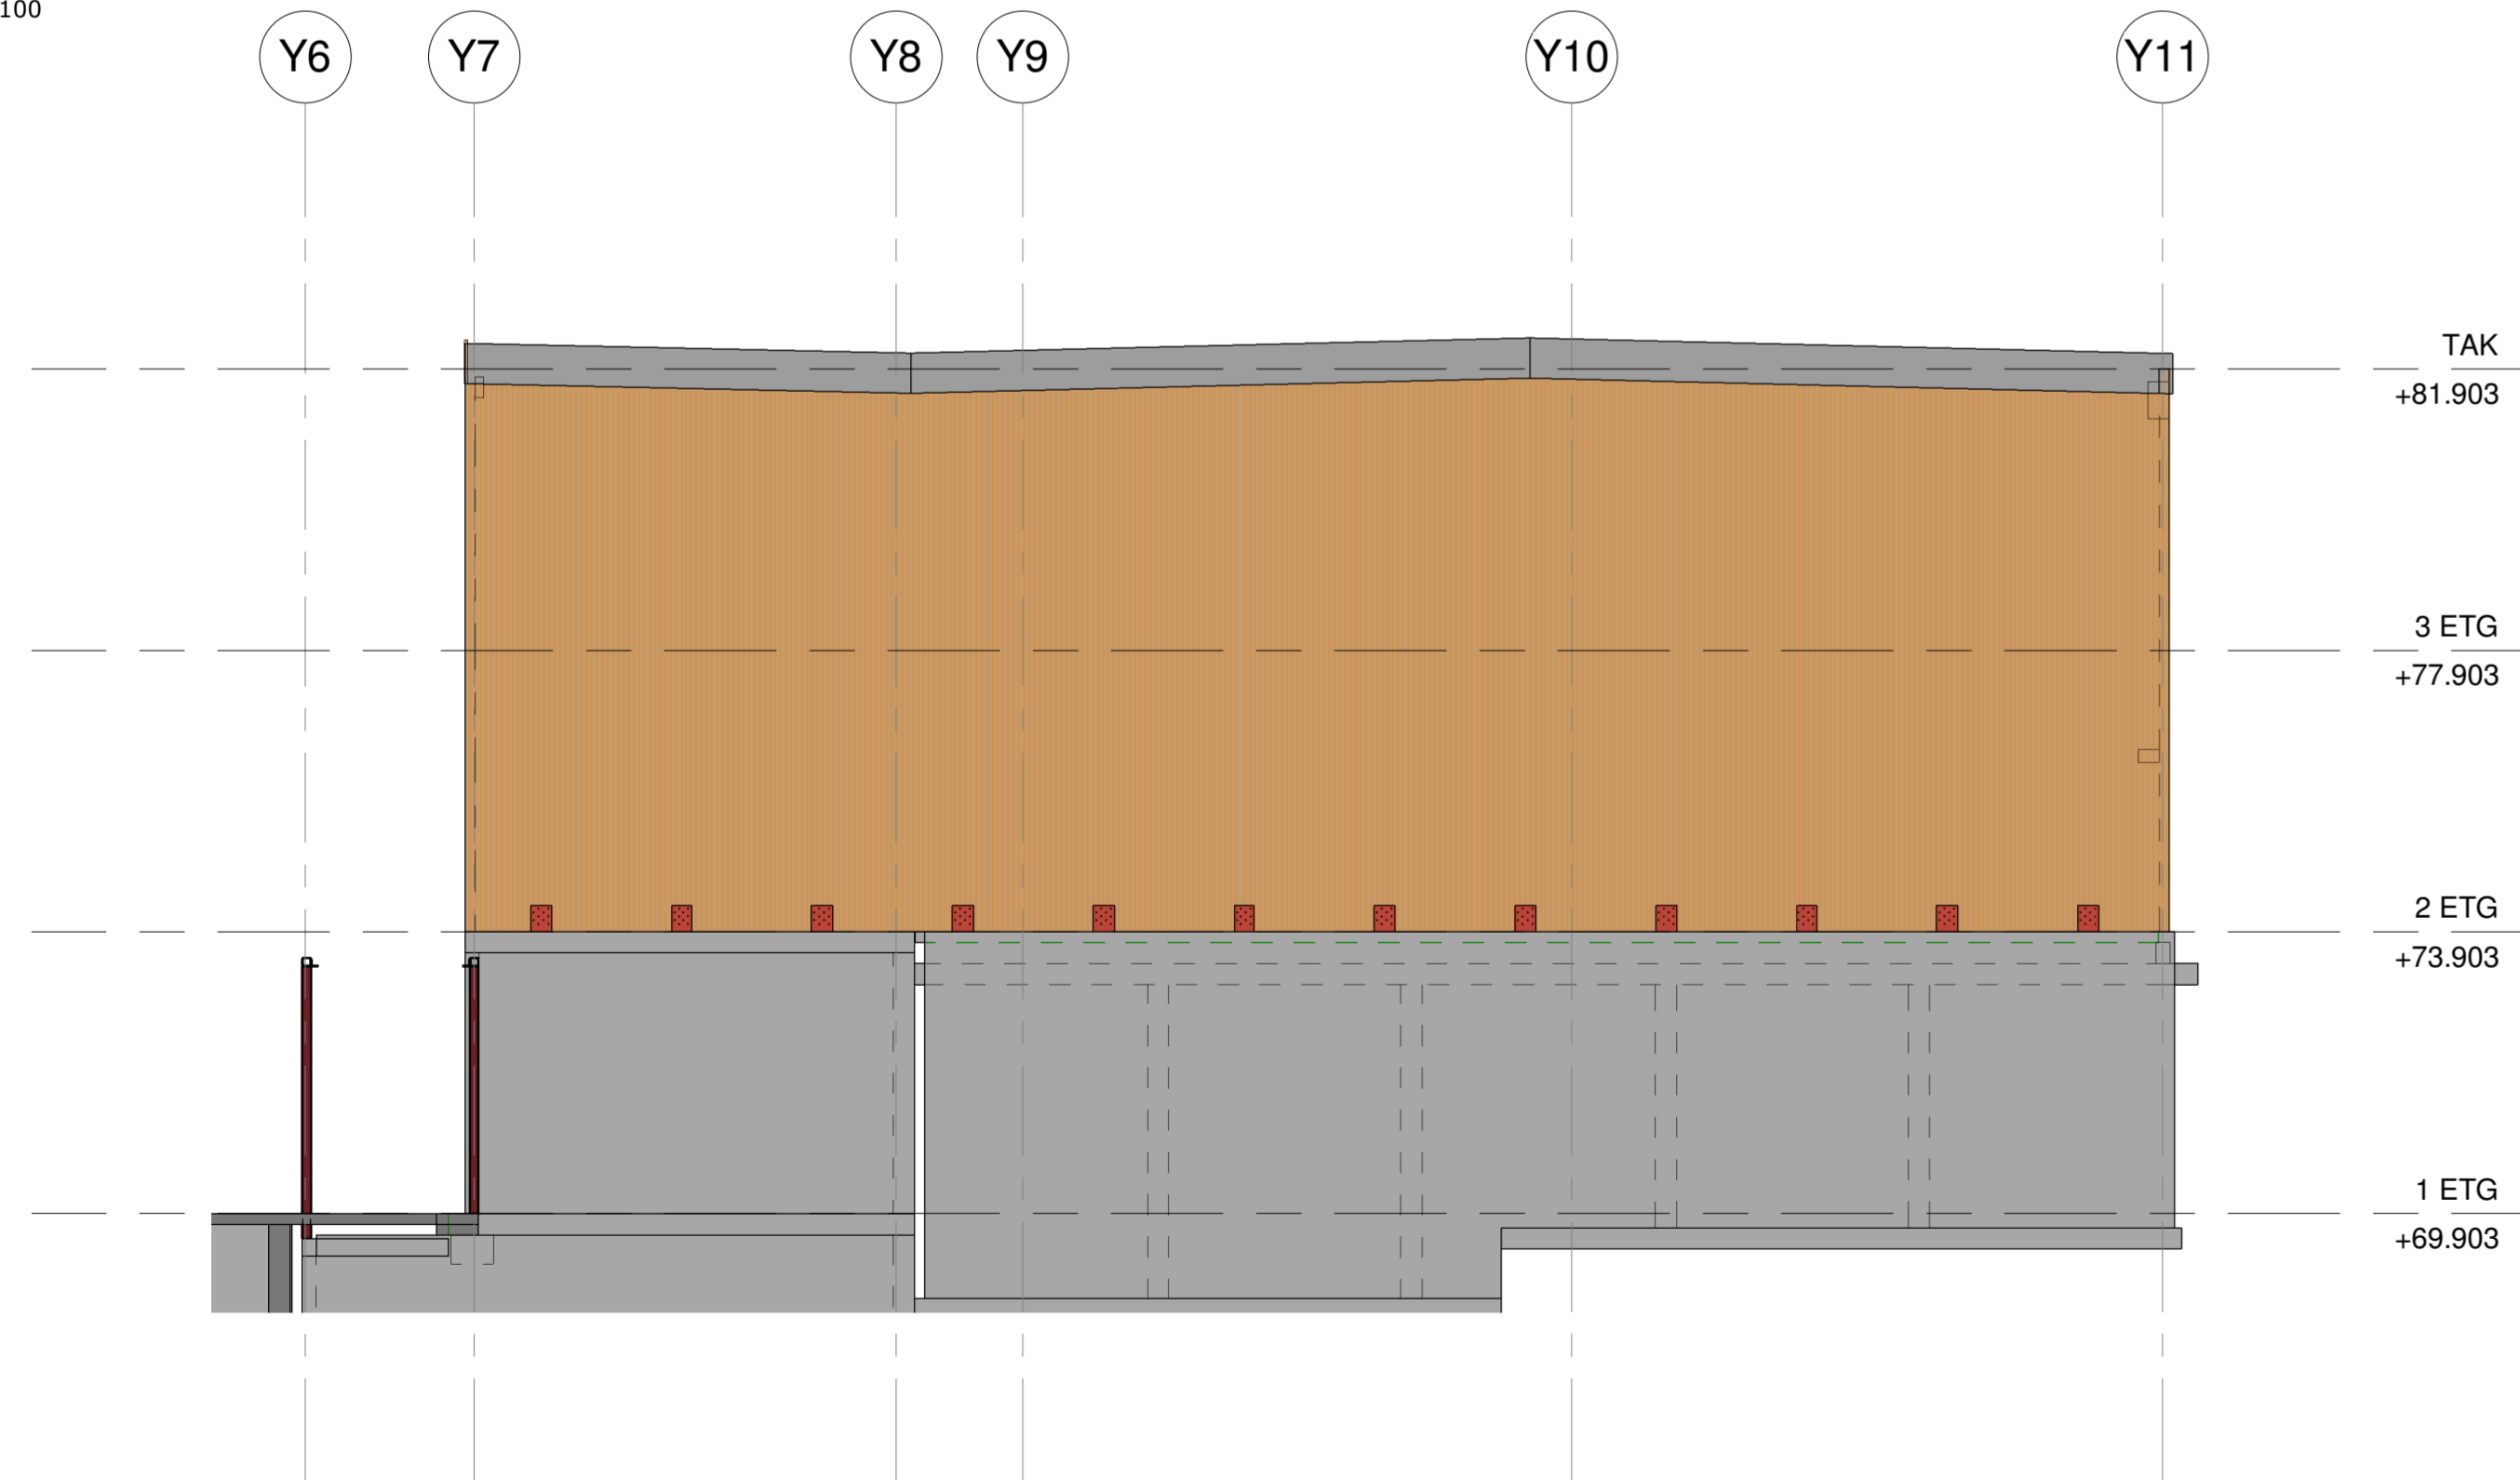 100
Y6 Y7 Y8 Y9 Y10 Y11
TAK
+81.903
3 ETG
+77.903
2 ETG
+73.903
1 ETG
+69.903